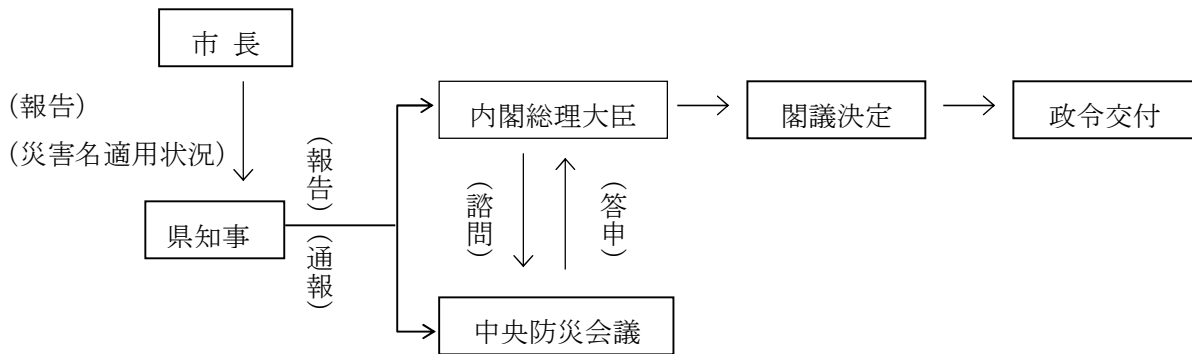 市 長
(報告)
(災害名適用状況)
県知事
(報告)
(通報)
内閣総理大臣
閣議決定
政令交付
(諮問)
(答申)
中央防災会議